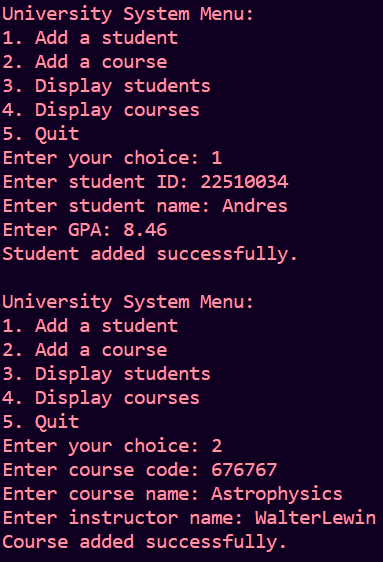 University System Menu:
1. Add a student
2. Add a course
3. Display students
4. Display courses
5. Quit
Enter your choice: 1
Enter student ID: 22510034
Enter student name: Andres
Enter GPA: 8.46
Student added successfully.

University System Menu:
1. Add a student
2. Add a course
3. Display students
4. Display courses
5. Quit
Enter your choice: 2
Enter course code: 676767
Enter course name: Astrophysics
Enter instructor name: WalterLewin
Course added successfully.